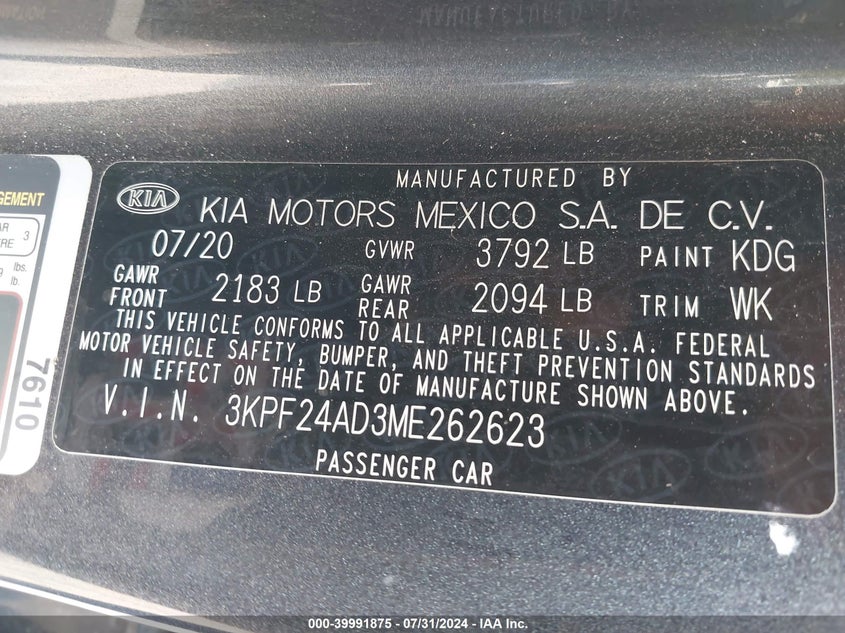 MANUFACTURED BY
KIA KIA MOTORS MEXICO S.A. DE C.V.
07/20 GVWR 3792 LB PAINT KDG
GAWR FRONT 2183 LB GAWR REAR 2094 LB TRIM WK
THIS VEHICLE CONFORMS TO ALL APPLICABLE U.S.A. FEDERAL
MOTOR VEHICLE SAFETY, BUMPER, AND THEFT PREVENTION STANDARDS
IN EFFECT ON THE DATE OF MANUFACTURE SHOWN ABOVE.
V.I.N. 3KPF24AD3ME262623
PASSENGER CAR
3
lbs.
lb.
7610
000-39991875 - 07/31/2024 - IAA Inc.